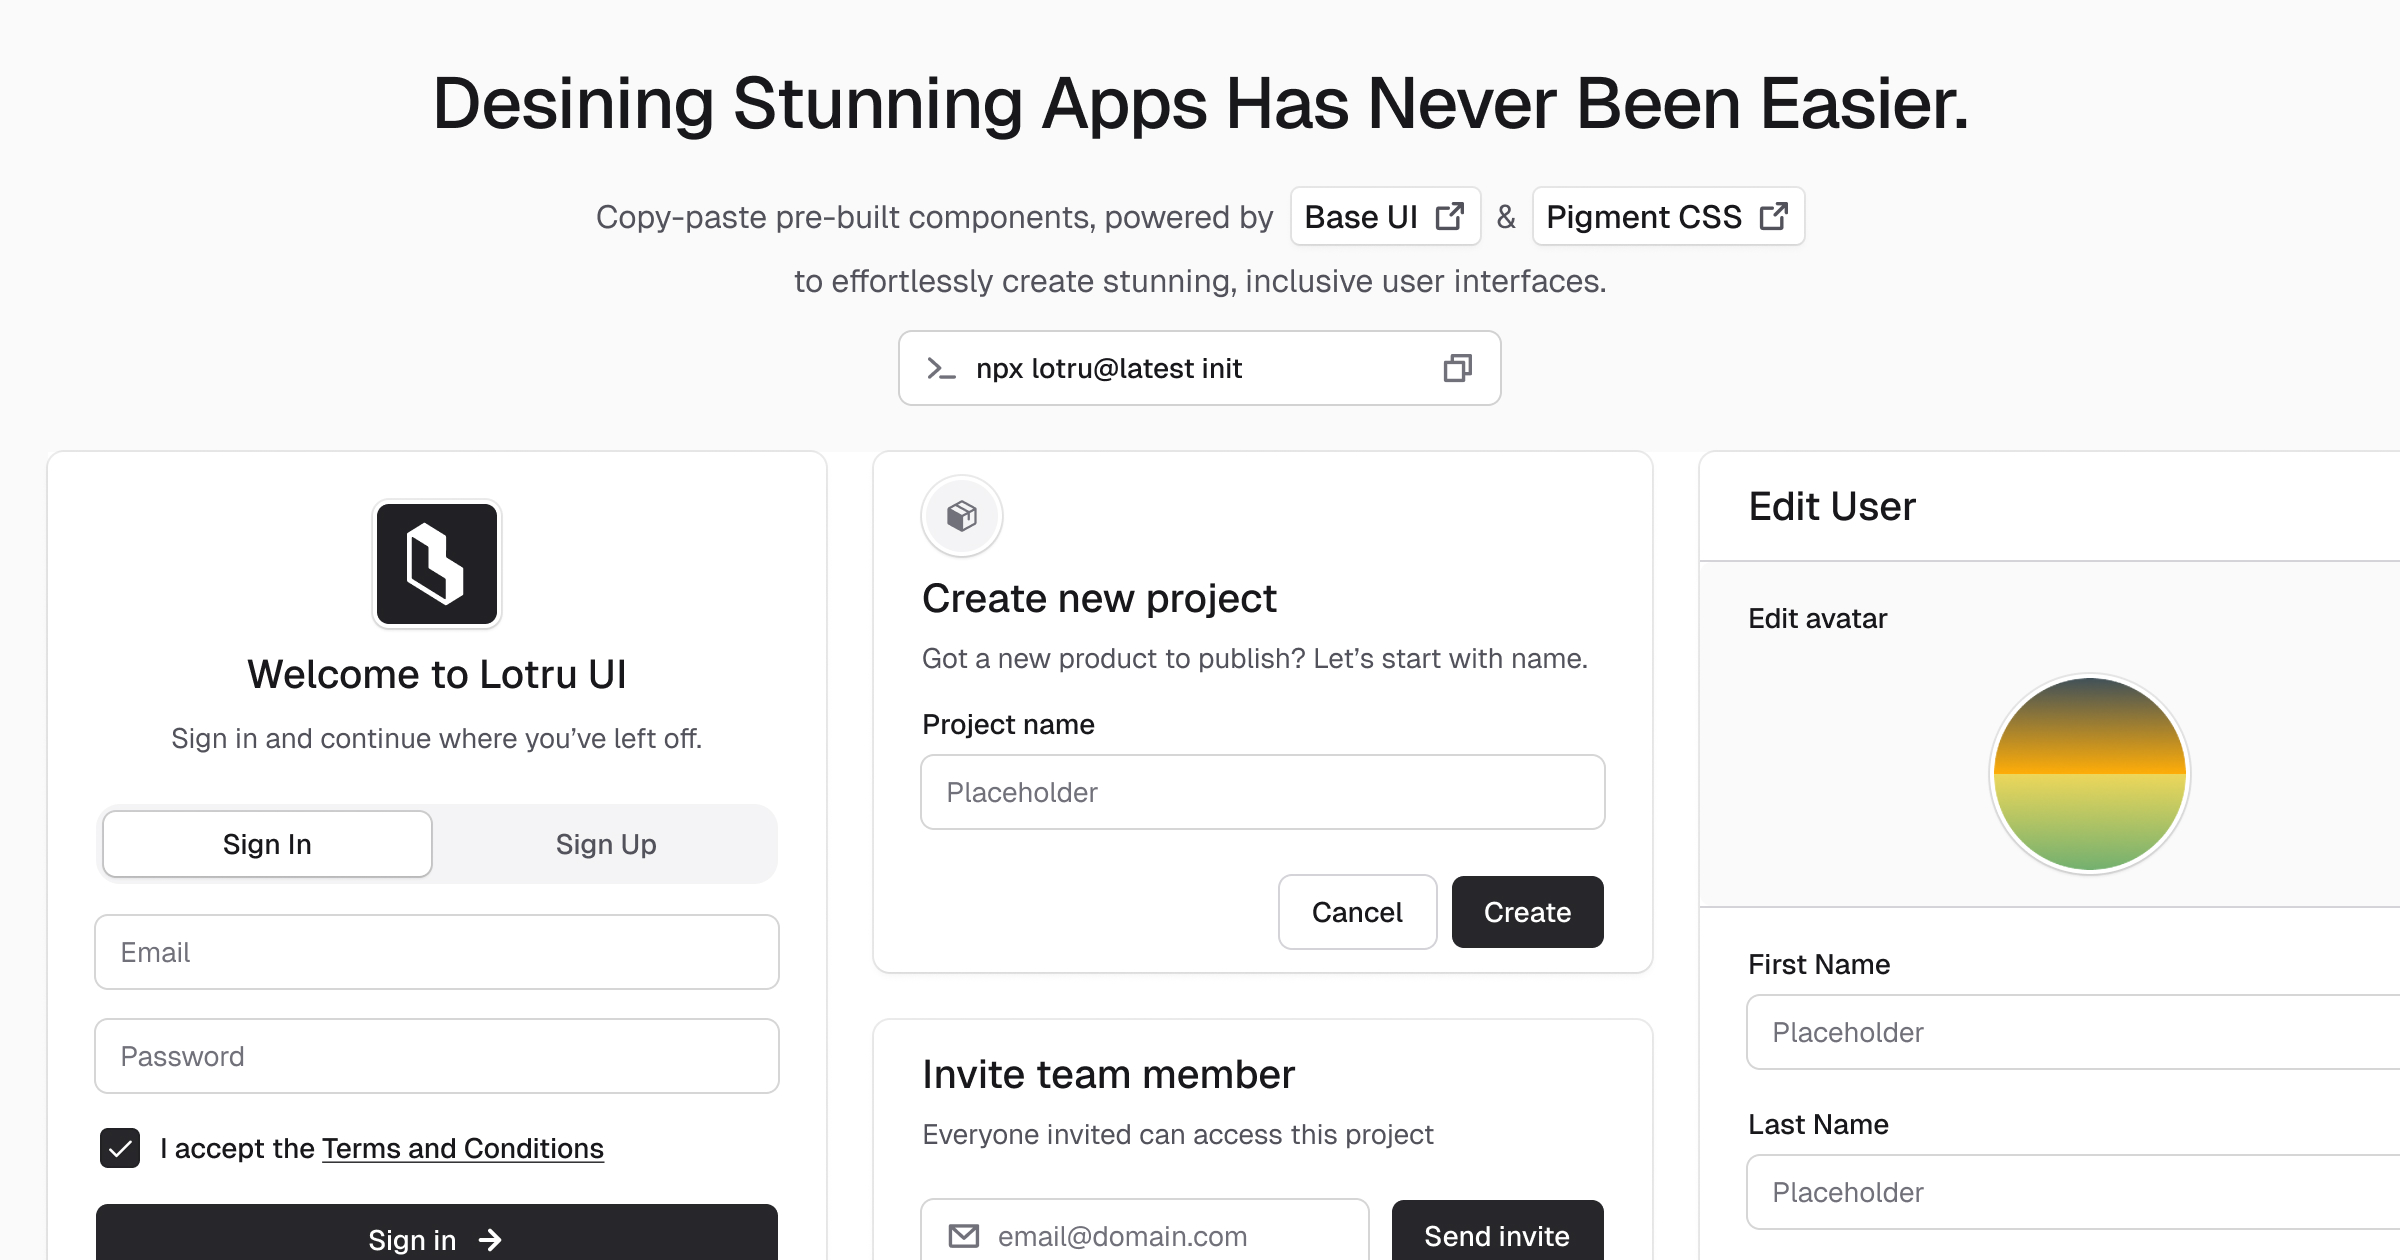 Desining Stunning Apps Has Never Been Easier.
Copy-paste pre-built components, powered by Base UI & Pigment CSS
to effortlessly create stunning, inclusive user interfaces.
npx lotru@latest init
Welcome to Lotru UI
Sign in and continue where you’ve left off.
Sign In Sign Up
Email
Password
I accept the Terms and Conditions
Sign in
Create new project
Got a new product to publish? Let’s start with name.
Project name
Placeholder
Cancel Create
Invite team member
Everyone invited can access this project
email@domain.com Send invite
Edit User
Edit avatar
First Name
Placeholder
Last Name
Placeholder